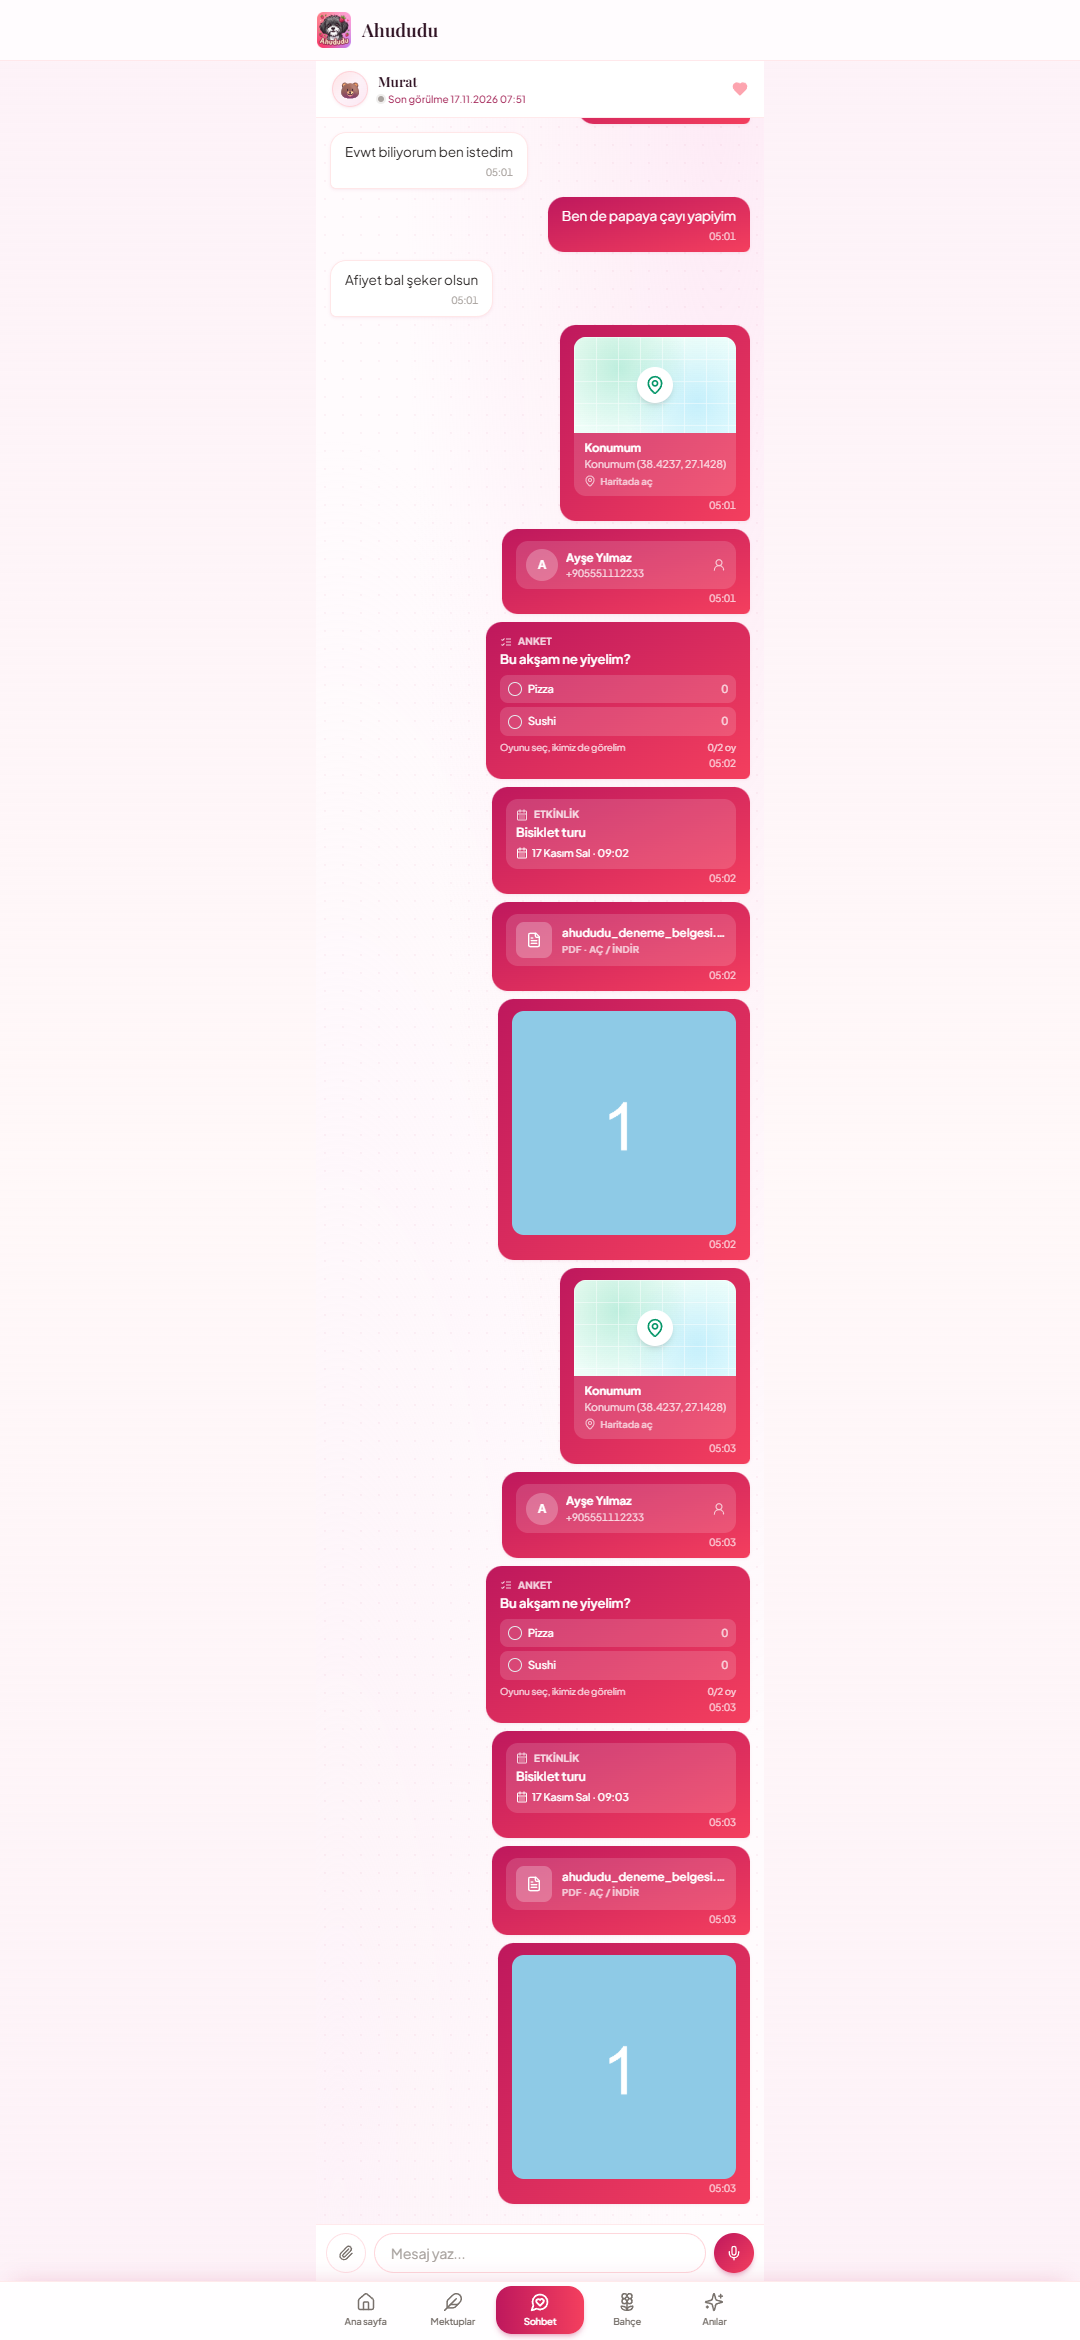 Ahududu
Ahududu
Murat
Son görülme 17.11.2026 07:51
Evwt biliyorum ben istedim
05:01
Ben de papaya çayı yapiyim
05:01
Afiyet bal şeker olsun
05:01
Konumum
Konumum (38.4237, 27.1428)
Haritada aç
05:01
A
Ayşe Yılmaz
+905551112233
05:01
ANKET
Bu akşam ne yiyelim?
Pizza 0
Sushi 0
Oyunu seç, ikimiz de görelim 0/2 oy
05:02
ETKİNLİK
Bisiklet turu
17 Kasım Sal · 09:02
05:02
ahududu_deneme_belgesi....
PDF · AÇ / İNDİR
05:02
1
05:02
Konumum
Konumum (38.4237, 27.1428)
Haritada aç
05:03
A
Ayşe Yılmaz
+905551112233
05:03
ANKET
Bu akşam ne yiyelim?
Pizza 0
Sushi 0
Oyunu seç, ikimiz de görelim 0/2 oy
05:03
ETKİNLİK
Bisiklet turu
17 Kasım Sal · 09:03
05:03
ahududu_deneme_belgesi....
PDF · AÇ / İNDİR
05:03
1
05:03
Mesaj yaz...
Ana sayfa Mektuplar Sohbet Bahçe Anılar